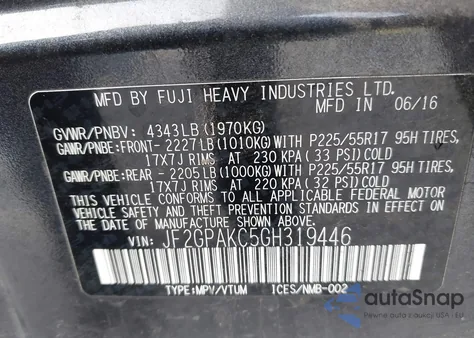 MFD BY FUJI HEAVY INDUSTRIES LTD.
IN 06/16
GVWR/PNBV: 4343LB(1970KG)
GAWR/PNBE:FRONT-2227LB(1010KG)WITH P225/55R17 95H TIRES,
17X7J RIMS AT 230 KPA(33 PSI)COLD
GAWR/PNBE:REAR -2205LB(1000KG)WITH P225/55R17 95H TIRES,
17X7J RIMS AT 220 KPA(32 PSI)COLD
THIS VEHICLE CONFORMS TO ALL APPLICABLE FEDERAL MOTOR
VEHICLE SAFETY AND THEFT PREVENTION STANDARDS IN EFFECT ON
THE DATE OF MANUFACTURE SHOWN ABOVE.
VIN: JF2GPAKC5GH319446
TYPE:MPV/VTUM ICES/NMB-002
autoSnap
Pewne auta z USA i EU